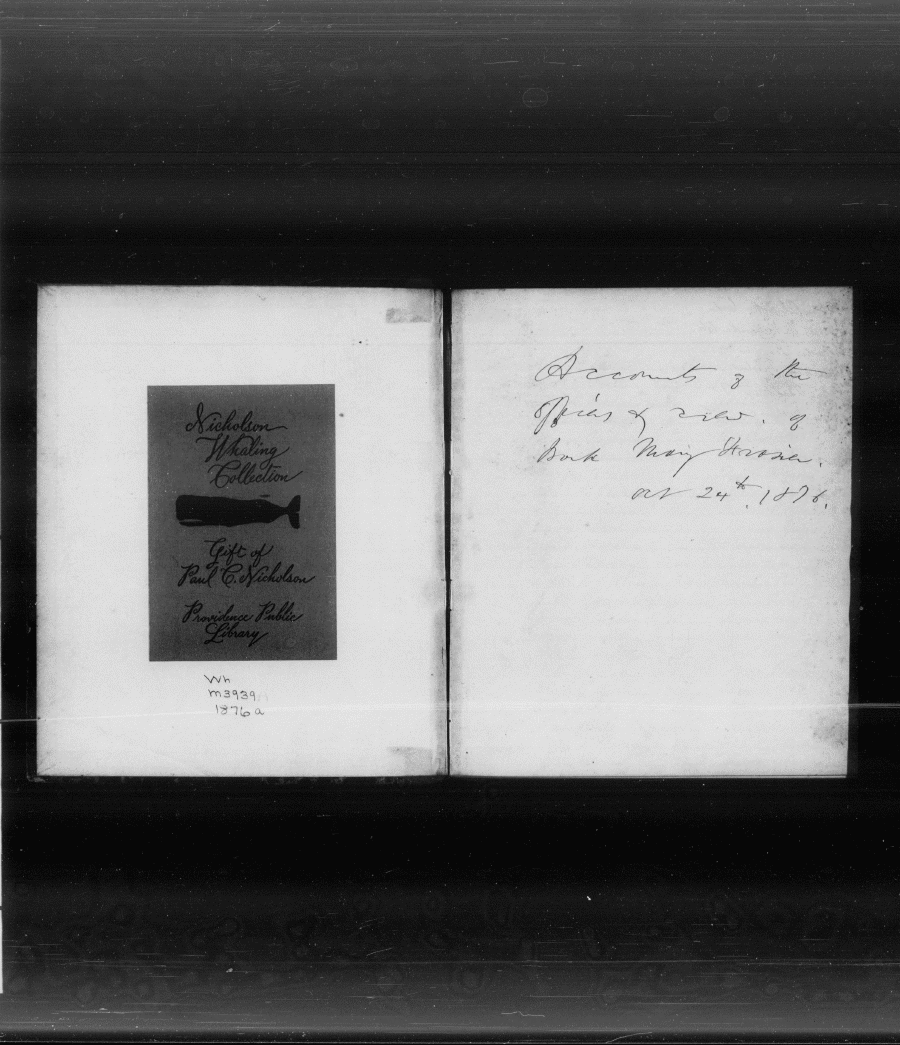 Nicholson
Whaling
Collection
Gift of
Paul C. Nicholson
Providence Public
Library
Wh
M3939
1876a
Accounts of the
offices & crew. of
Bark Mary Frazier.
Oct 24th, 1876.